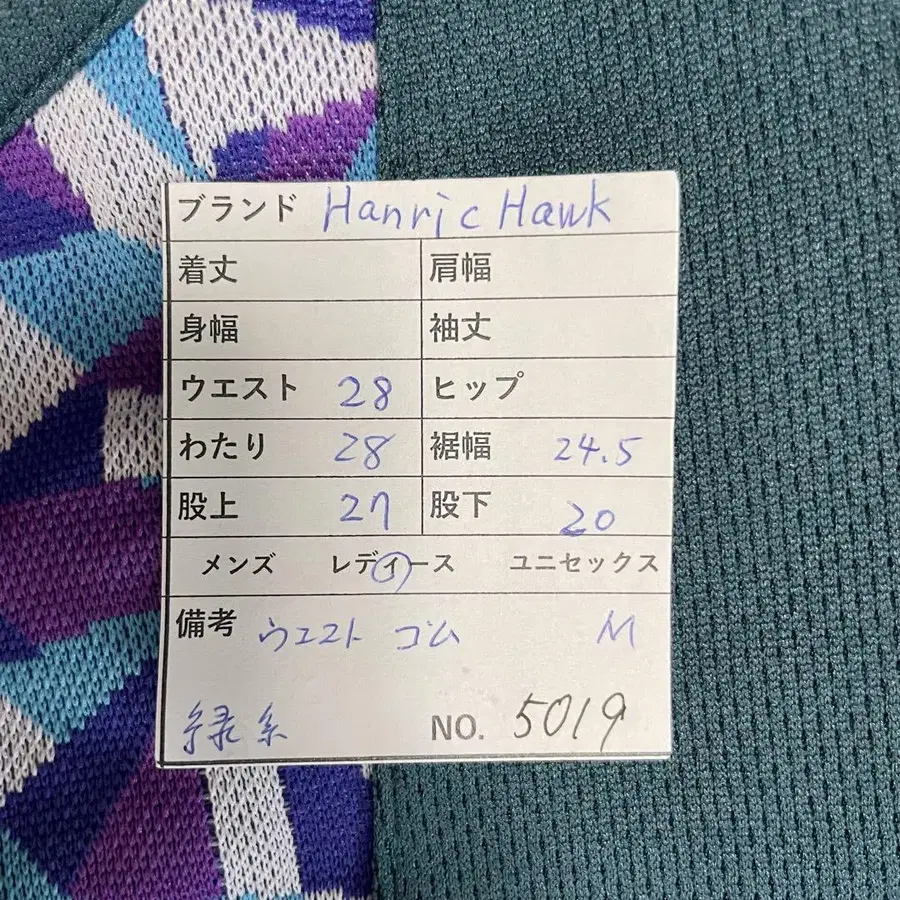 ブランド Hanric Hawk
着丈 肩幅
身幅 袖丈
ウエスト 28 ヒップ
わたり 28 裾幅 24.5
股上 27 股下 20
メンズ レディース ユニセックス
備考 ウエスト ゴム M
緑系 NO. 5019